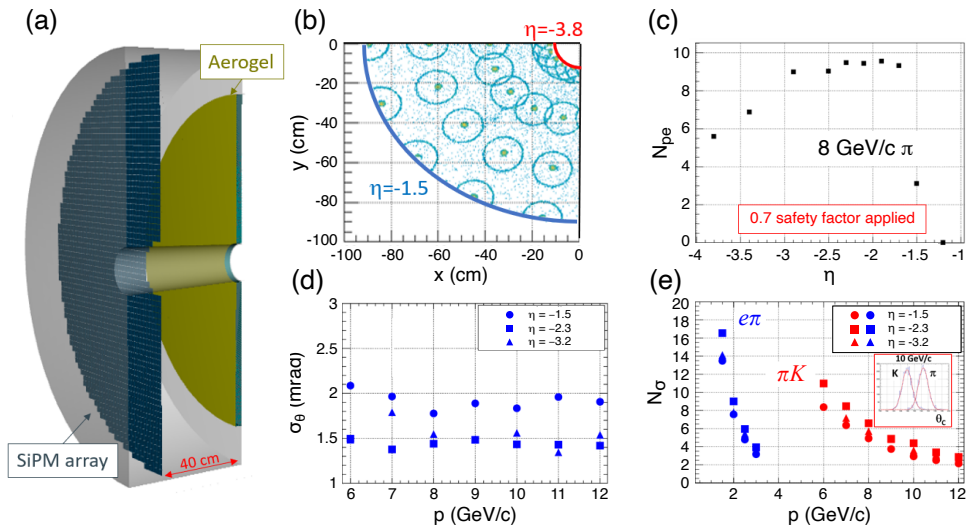 (a)
Aerogel
SiPM array
40 cm
(b)
η=-3.8
0
-20
-40
-60
-80
-100
y (cm)
η=-1.5
-100 -80 -60 -40 -20 0
x (cm)
(c)
10
8
6
4
2
0
Npe
8 GeV/c π
0.7 safety factor applied
-4 -3.5 -3 -2.5 -2 -1.5 -1
η
(d)
3
2.5
2
1.5
1
σθ (mrad)
η = −1.5
η = −2.3
η = −3.2
6 7 8 9 10 11 12
p (GeV/c)
(e)
20
18
16
14
12
10
8
6
4
2
0
Nσ
eπ
πK
η = −1.5
η = −2.3
η = −3.2
10 GeV/c
K π
θc
2 4 6 8 10 12
p (GeV/c)